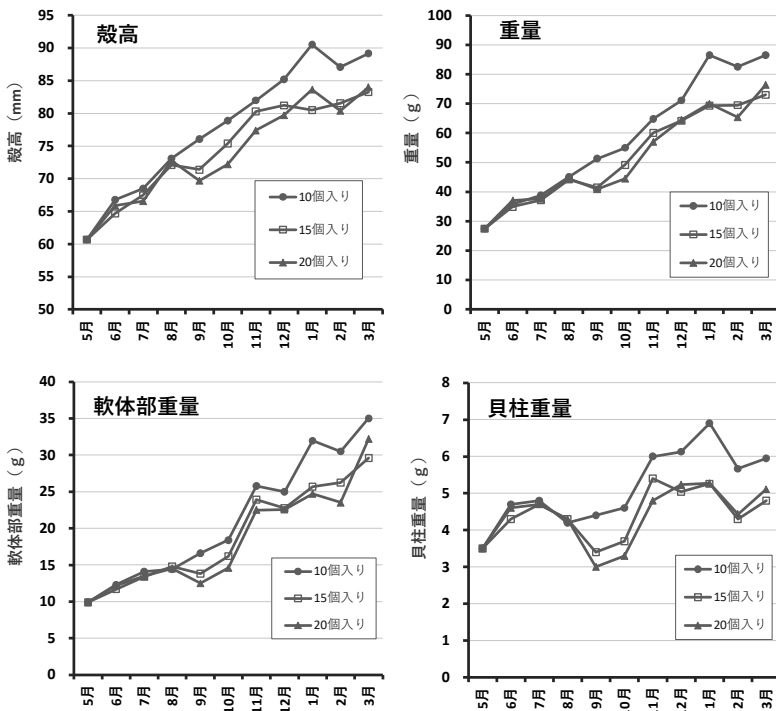 殻高
殻高（mm）
95
90
85
80
75
70
65
60
55
50
10個入り
15個入り
20個入り
5月
6月
7月
8月
9月
10月
11月
12月
1月
2月
3月
重量
重量（g）
100
90
80
70
60
50
40
30
20
10
0
10個入り
15個入り
20個入り
5月
6月
7月
8月
9月
10月
11月
12月
1月
2月
3月
軟体部重量
軟体部重量（g）
40
35
30
25
20
15
10
5
0
10個入り
15個入り
20個入り
5月
6月
7月
8月
9月
10月
11月
12月
1月
2月
3月
貝柱重量
貝柱重量（g）
8
7
6
5
4
3
2
1
0
10個入り
15個入り
20個入り
5月
6月
7月
8月
9月
10月
11月
12月
1月
2月
3月